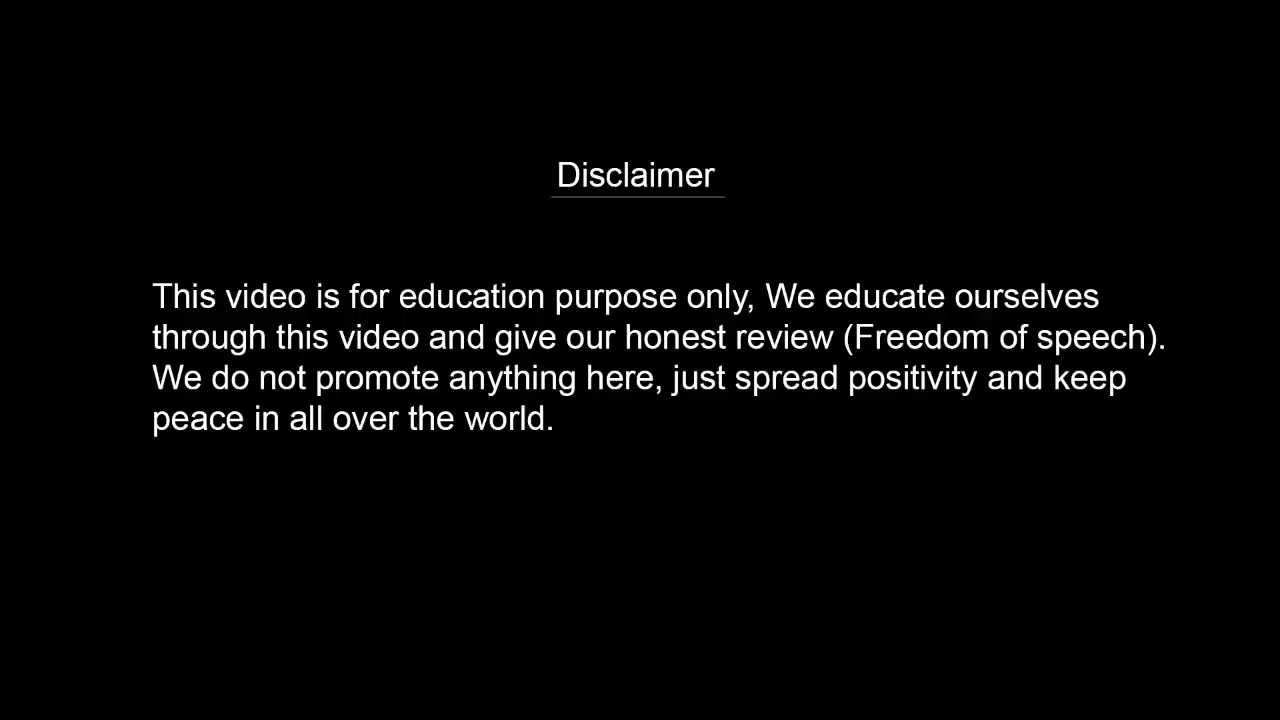 Disclaimer
This video is for education purpose only, We educate ourselves
through this video and give our honest review (Freedom of speech).
We do not promote anything here, just spread positivity and keep
peace in all over the world.